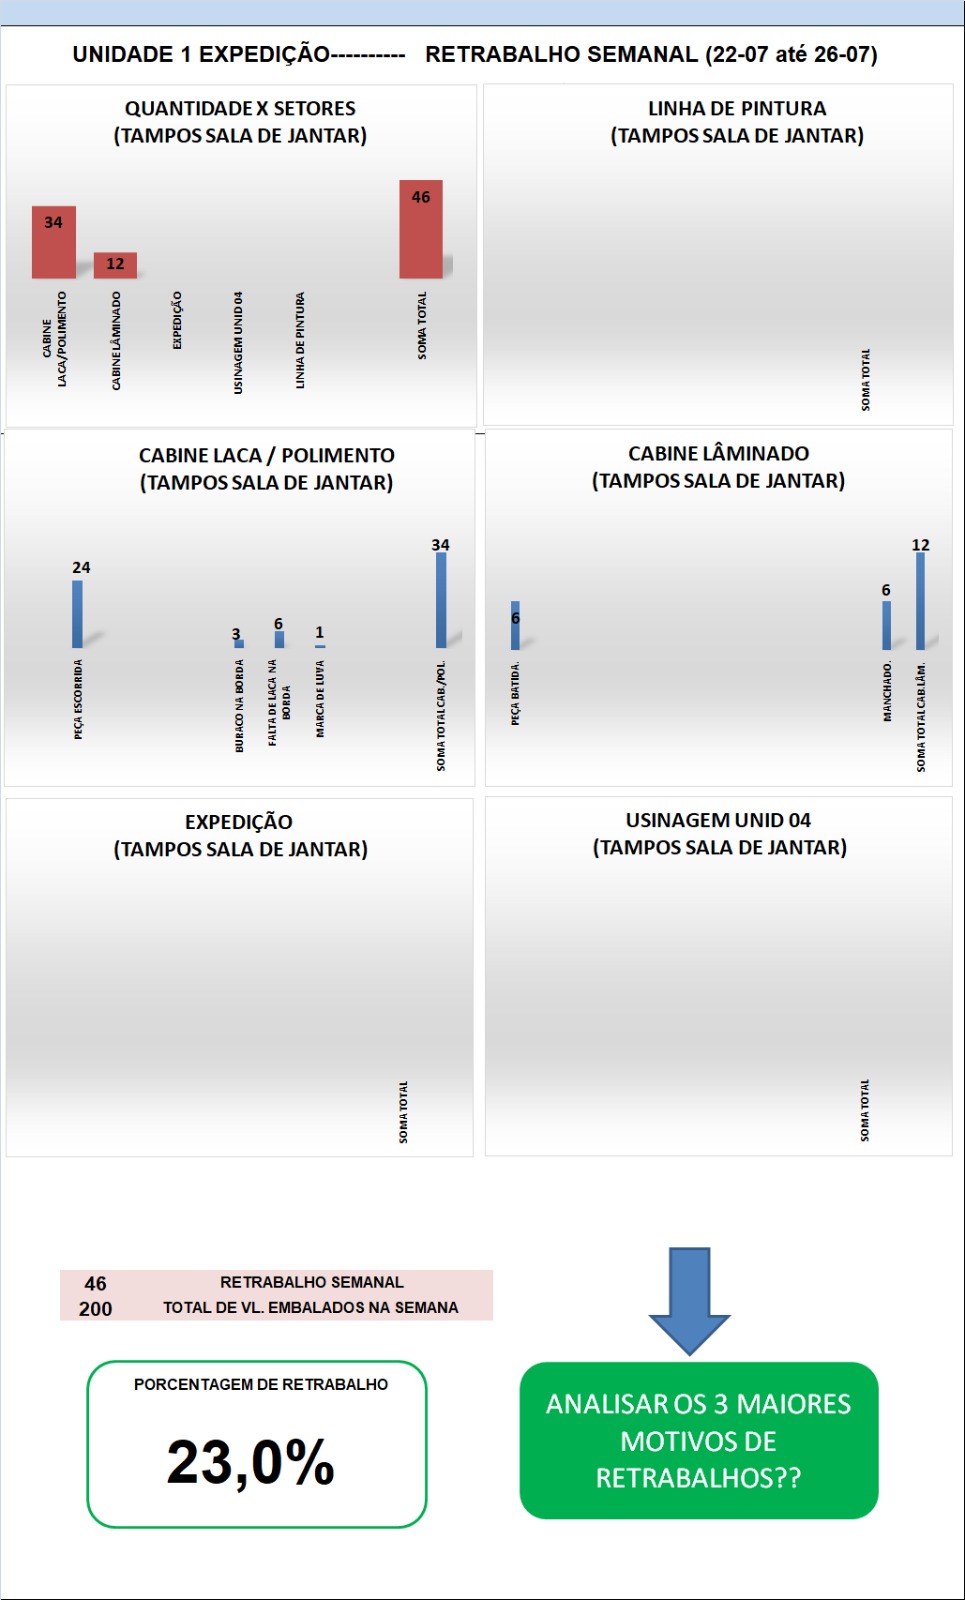 UNIDADE 1 EXPEDIÇÃO---------- RETRABALHO SEMANAL (22-07 até 26-07)
QUANTIDADE X SETORES
(TAMPOS SALA DE JANTAR)
34
12
46
CABINE
LACA/POLIMENTO
CABINE LÂMINADO
EXPEDIÇÃO
USINAGEM UNID 04
LINHA DE PINTURA
SOMA TOTAL
LINHA DE PINTURA
(TAMPOS SALA DE JANTAR)
SOMA TOTAL
CABINE LACA / POLIMENTO
(TAMPOS SALA DE JANTAR)
24
3
6
1
34
PEÇA ESCORRIDA
BURACO NA BORDA
FALTA DE LACA NA
BORDA
MARCA DE LUVA
SOMA TOTAL CAB./POL.
CABINE LÂMINADO
(TAMPOS SALA DE JANTAR)
6
6
12
PEÇA BATIDA.
MANCHADO.
SOMA TOTAL CAB.LÂM.
EXPEDIÇÃO
(TAMPOS SALA DE JANTAR)
SOMA TOTAL
USINAGEM UNID 04
(TAMPOS SALA DE JANTAR)
SOMA TOTAL
46 RETRABALHO SEMANAL
200 TOTAL DE VL. EMBALADOS NA SEMANA
PORCENTAGEM DE RETRABALHO
23,0%
ANALISAR OS 3 MAIORES
MOTIVOS DE
RETRABALHOS??